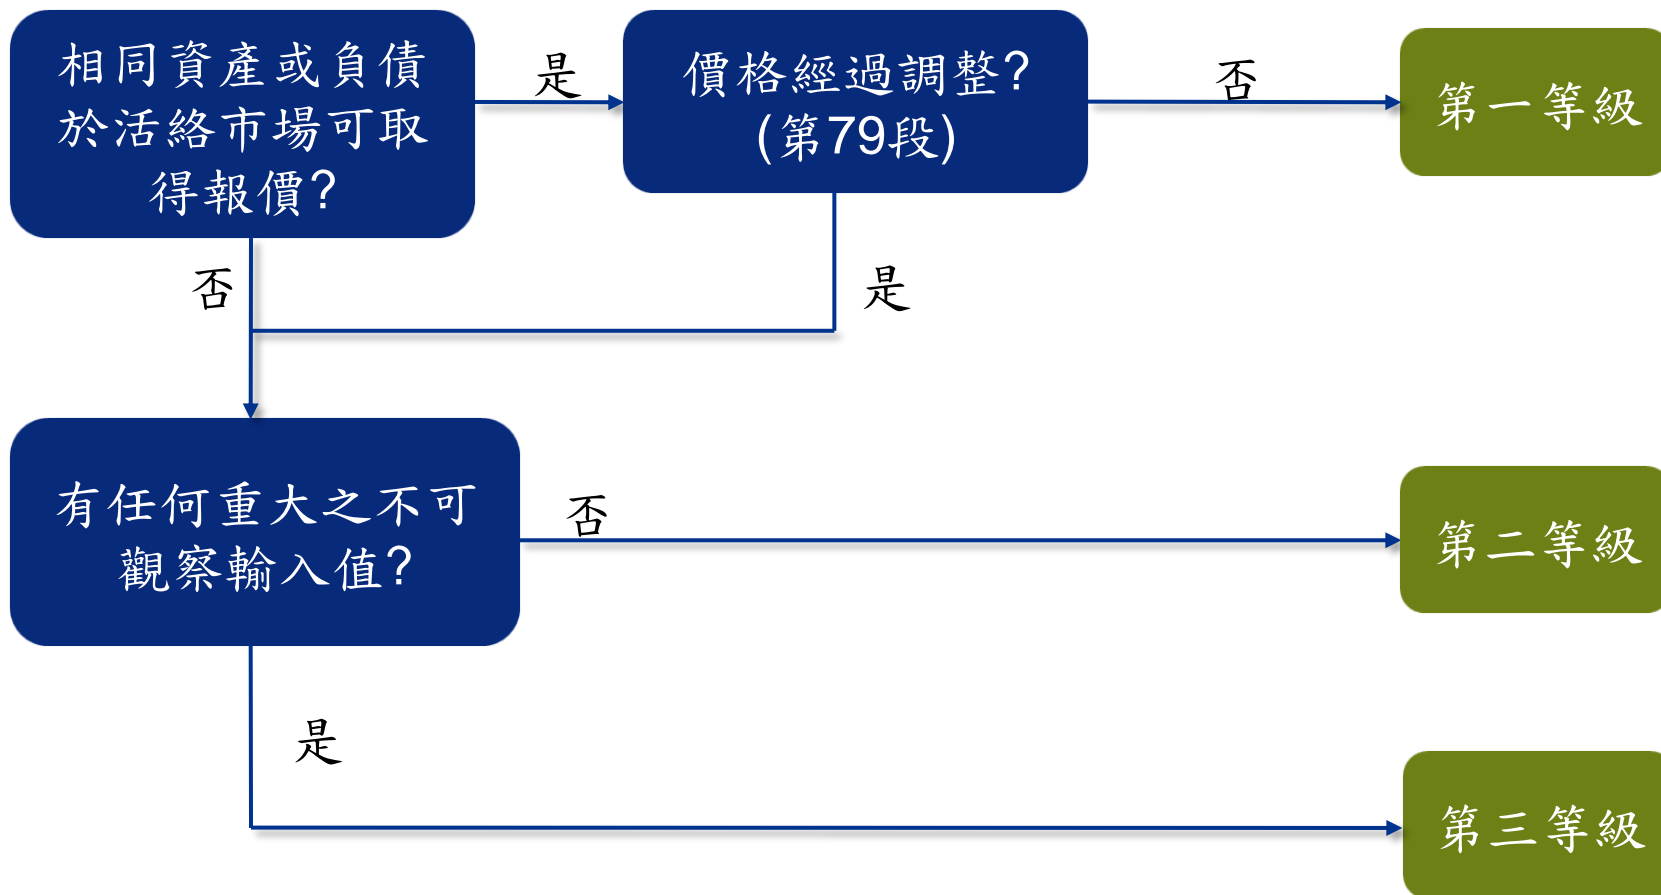 相同資產或負債
於活絡市場可取
得報價?
是
價格經過調整?
(第79段)
否
第一等級
否
是
有任何重大之不可
觀察輸入值?
否
第二等級
是
第三等級